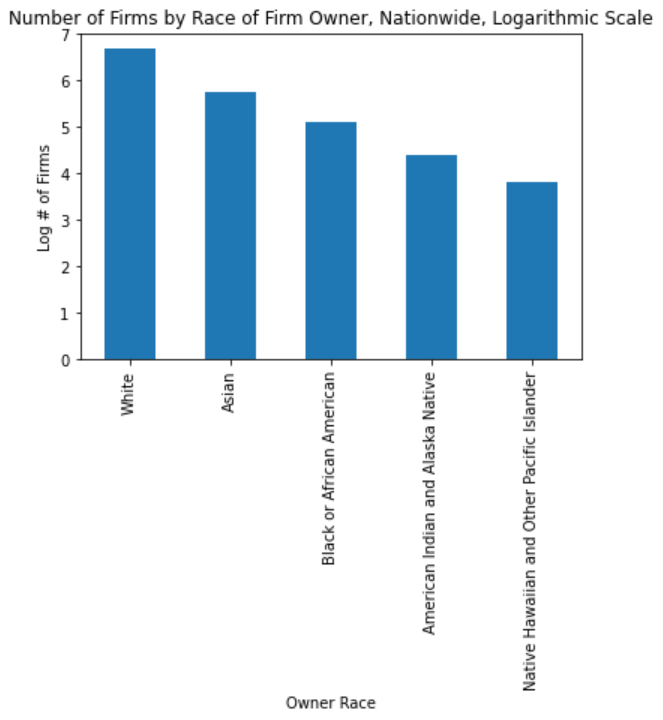 Number of Firms by Race of Firm Owner, Nationwide, Logarithmic Scale
7
6
5
4
3
2
1
0
Log # of Firms
White
Asian
Black or African American
American Indian and Alaska Native
Native Hawaiian and Other Pacific Islander
Owner Race